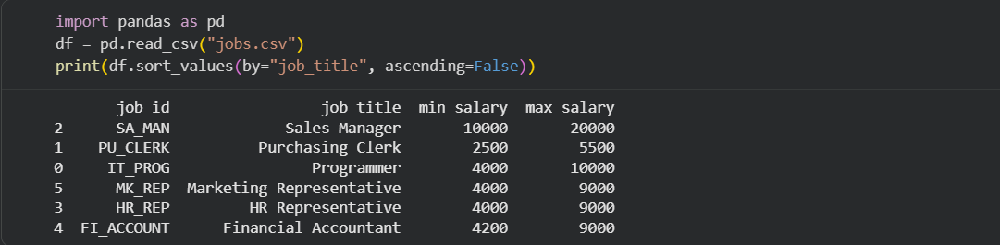 import pandas as pd
df = pd.read_csv("jobs.csv")
print(df.sort_values(by="job_title", ascending=False))
job_id job_title min_salary max_salary
2 SA_MAN Sales Manager 10000 20000
1 PU_CLERK Purchasing Clerk 2500 5500
0 IT_PROG Programmer 4000 10000
5 MK_REP Marketing Representative 4000 9000
3 HR_REP HR Representative 4000 9000
4 FI_ACCOUNT Financial Accountant 4200 9000